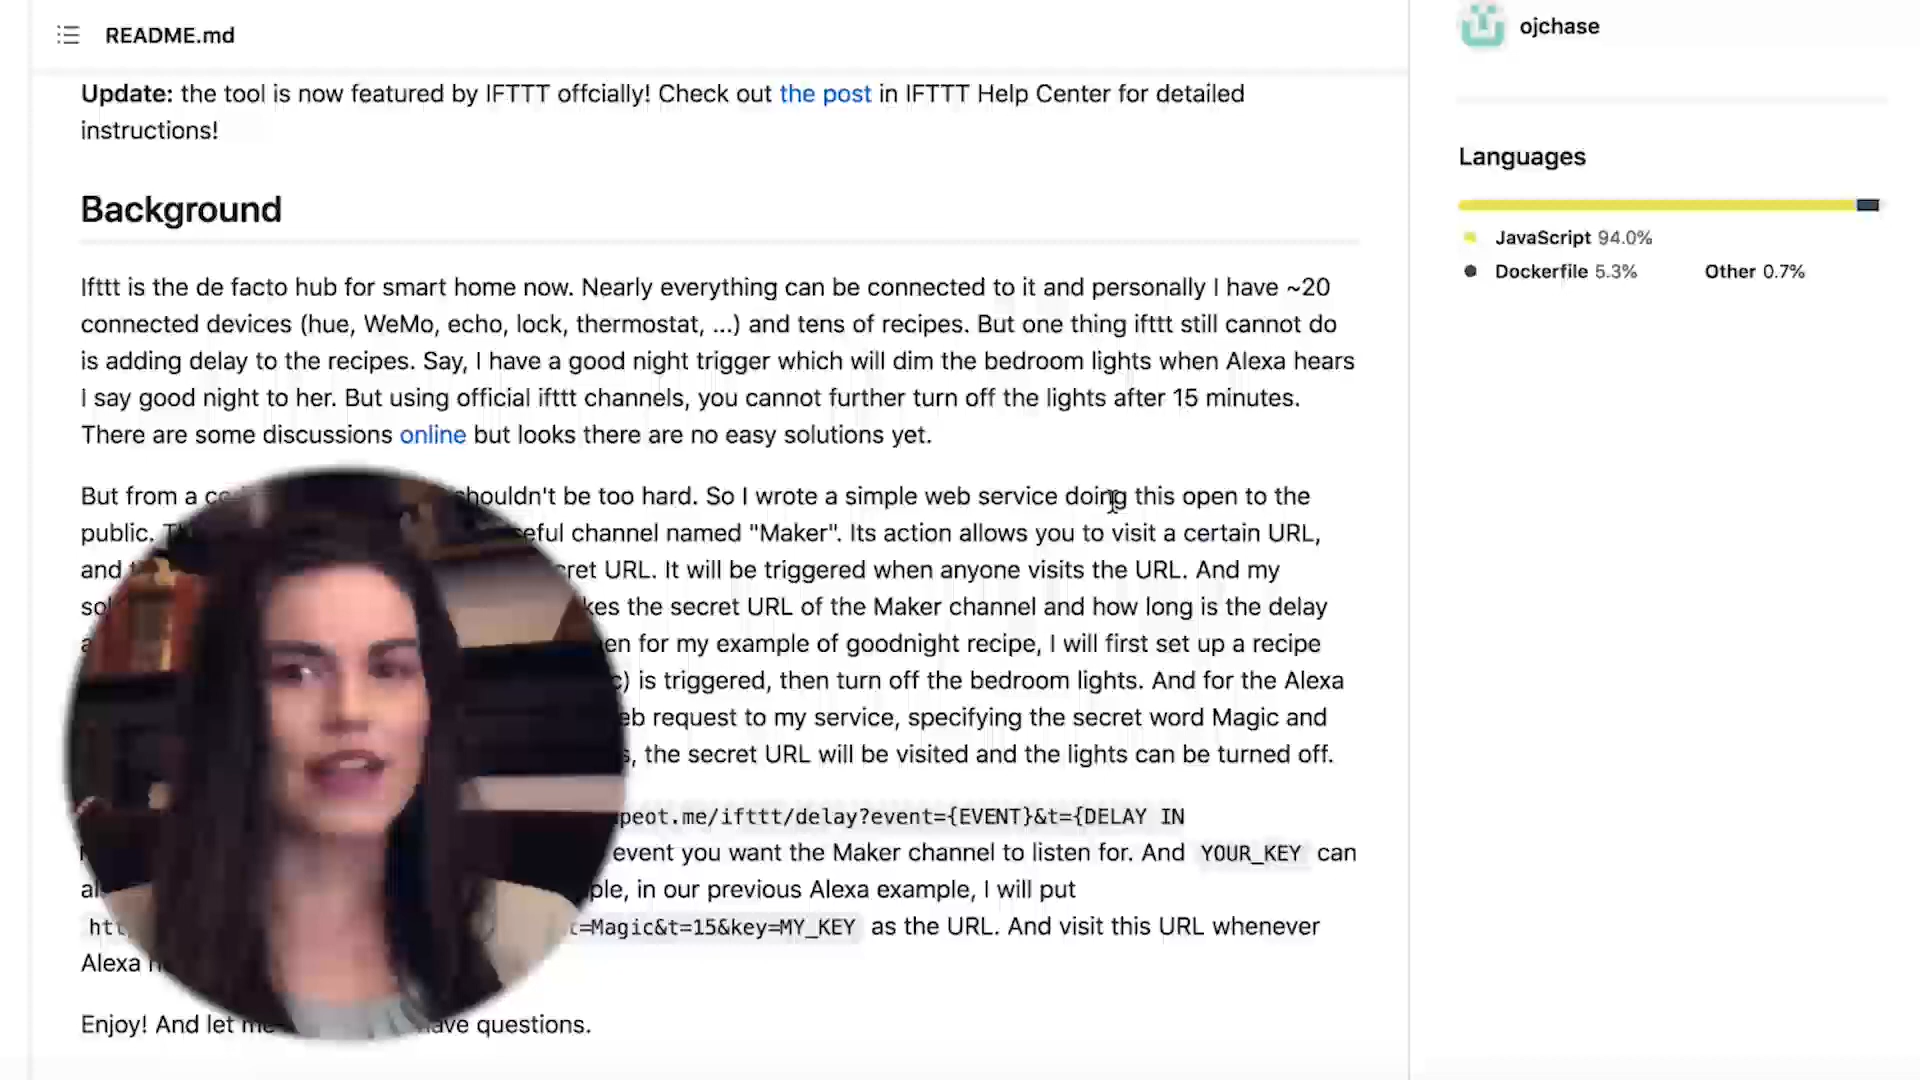 README.md
Update: the tool is now featured by IFTTT offcially! Check out the post in IFTTT Help Center for detailed
instructions!
Background
Ifttt is the de facto hub for smart home now. Nearly everything can be connected to it and personally I have ~20
connected devices (hue, WeMo, echo, lock, thermostat, ...) and tens of recipes. But one thing ifttt still cannot do
is adding delay to the recipes. Say, I have a good night trigger which will dim the bedroom lights when Alexa hears
I say good night to her. But using official ifttt channels, you cannot further turn off the lights after 15 minutes.
There are some discussions online but looks there are no easy solutions yet.
But from a shouldn't be too hard. So I wrote a simple web service doing this open to the
public. channel named "Maker". Its action allows you to visit a certain URL,
and URL. It will be triggered when anyone visits the URL. And my
the secret URL of the Maker channel and how long is the delay
for my example of goodnight recipe, I will first set up a recipe
is triggered, then turn off the bedroom lights. And for the Alexa
request to my service, specifying the secret word Magic and
, the secret URL will be visited and the lights can be turned off.
peot.me/ifttt/delay?event={EVENT}&t={DELAY IN
event you want the Maker channel to listen for. And YOUR_KEY can
in our previous Alexa example, I will put
t=Magic&t=15&key=MY_KEY as the URL. And visit this URL whenever
Alexa
Enjoy! And let me have questions.
ojchase
Languages
JavaScript 94.0%
Dockerfile 5.3% Other 0.7%